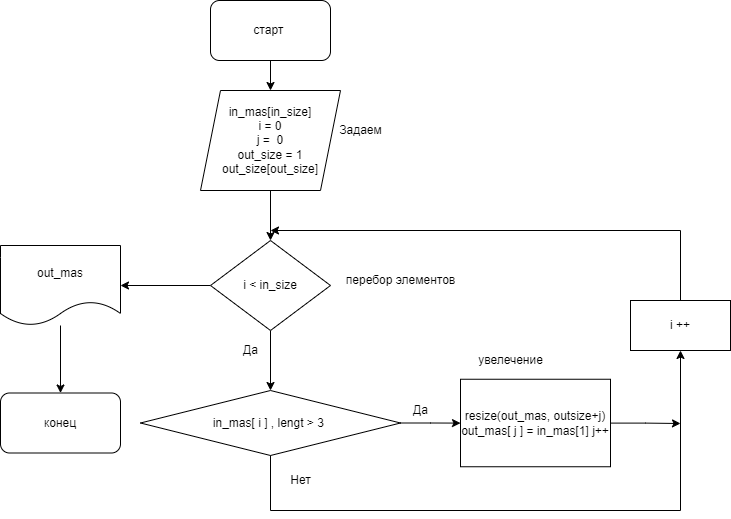 старт
in_mas[in_size]
i = 0
j = 0
out_size = 1
out_size[out_size]
Задаем
out_mas
i < in_size
перебор элементов
i ++
Да
увелечение
конец
in_mas[ i ] , lengt > 3
Да
resize(out_mas, outsize+j)
out_mas[ j ] = in_mas[1] j++
Нет